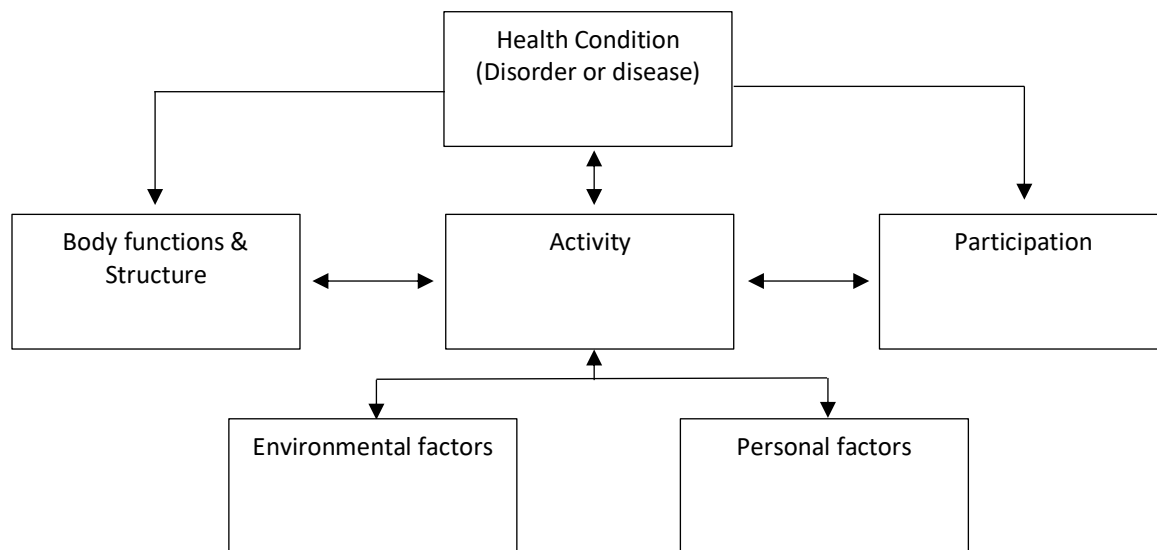 Health Condition
(Disorder or disease)
Body functions &
Structure
Activity
Participation
Environmental factors
Personal factors